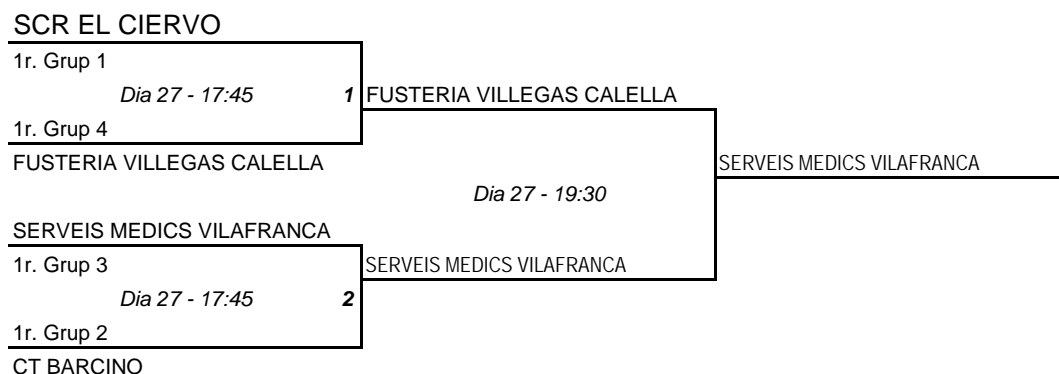 SCR EL CIERVO
1r. Grup 1
Dia 27 - 17:45 1 FUSTERIA VILLEGAS CALELLA
1r. Grup 4
FUSTERIA VILLEGAS CALELLA
SERVEIS MEDICS VILAFRANCA
Dia 27 - 19:30
SERVEIS MEDICS VILAFRANCA
1r. Grup 3
SERVEIS MEDICS VILAFRANCA
Dia 27 - 17:45 2
1r. Grup 2
CT BARCINO